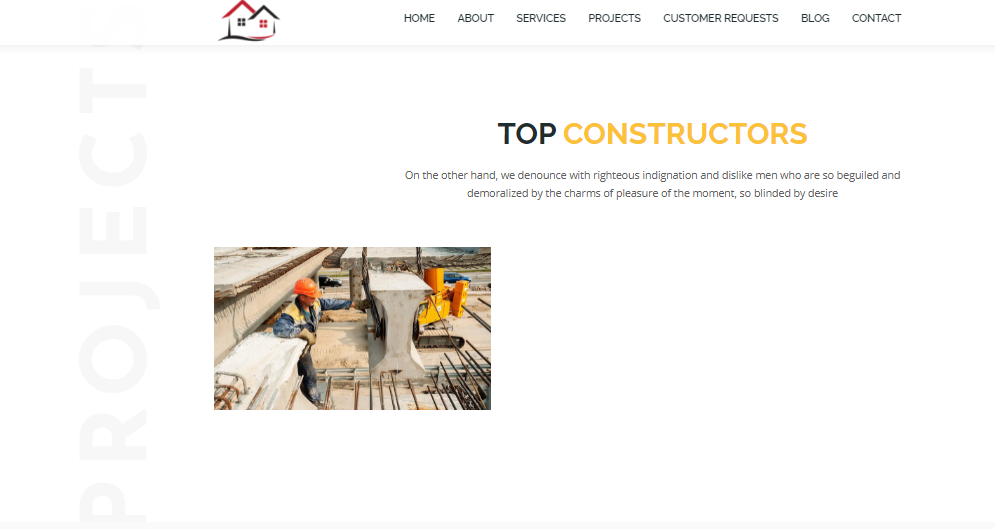 HOME ABOUT SERVICES PROJECTS CUSTOMER REQUESTS BLOG CONTACT
PROJECTS
TOP CONSTRUCTORS
On the other hand, we denounce with righteous indignation and dislike men who are so beguiled and
demoralized by the charms of pleasure of the moment, so blinded by desire